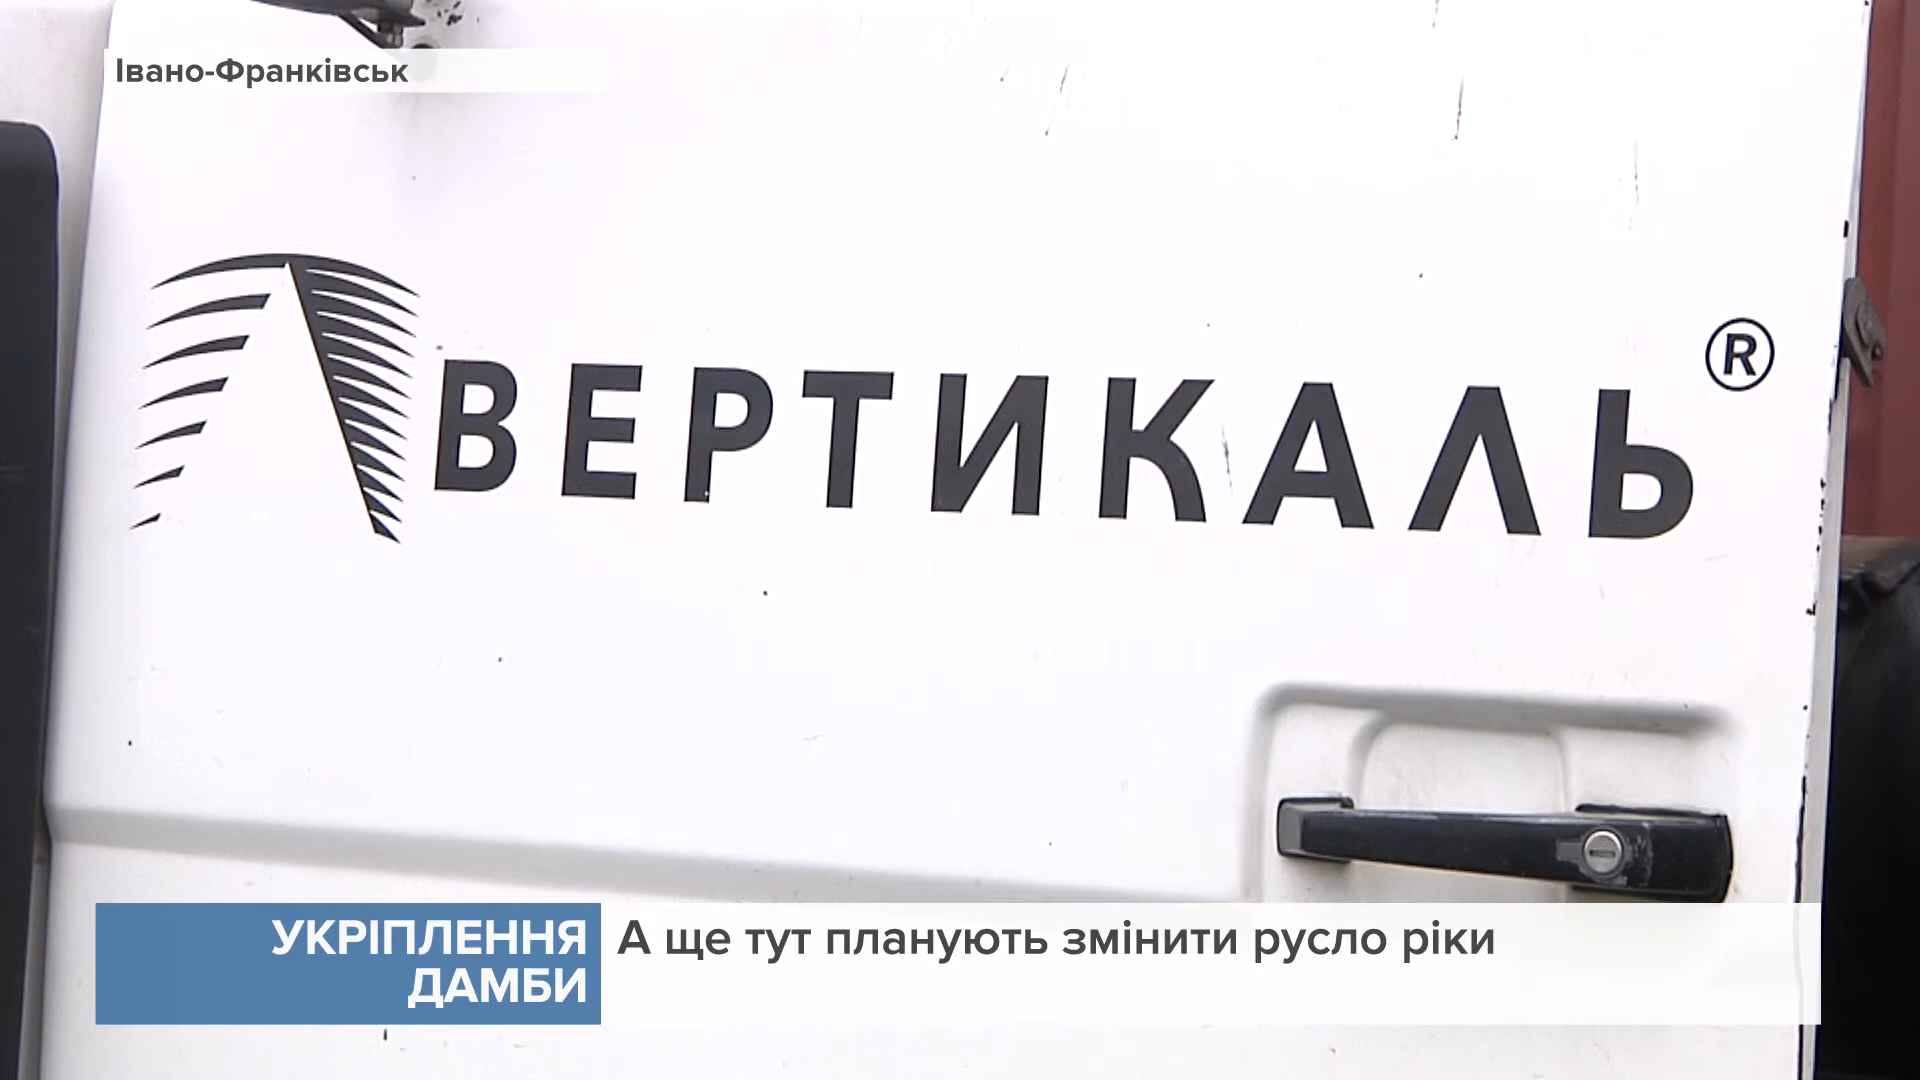 Івано-Франківськ
ВЕРТИКАЛЬ®
УКРІПЛЕННЯ
ДАМБИ
А ще тут планують змінити русло ріки